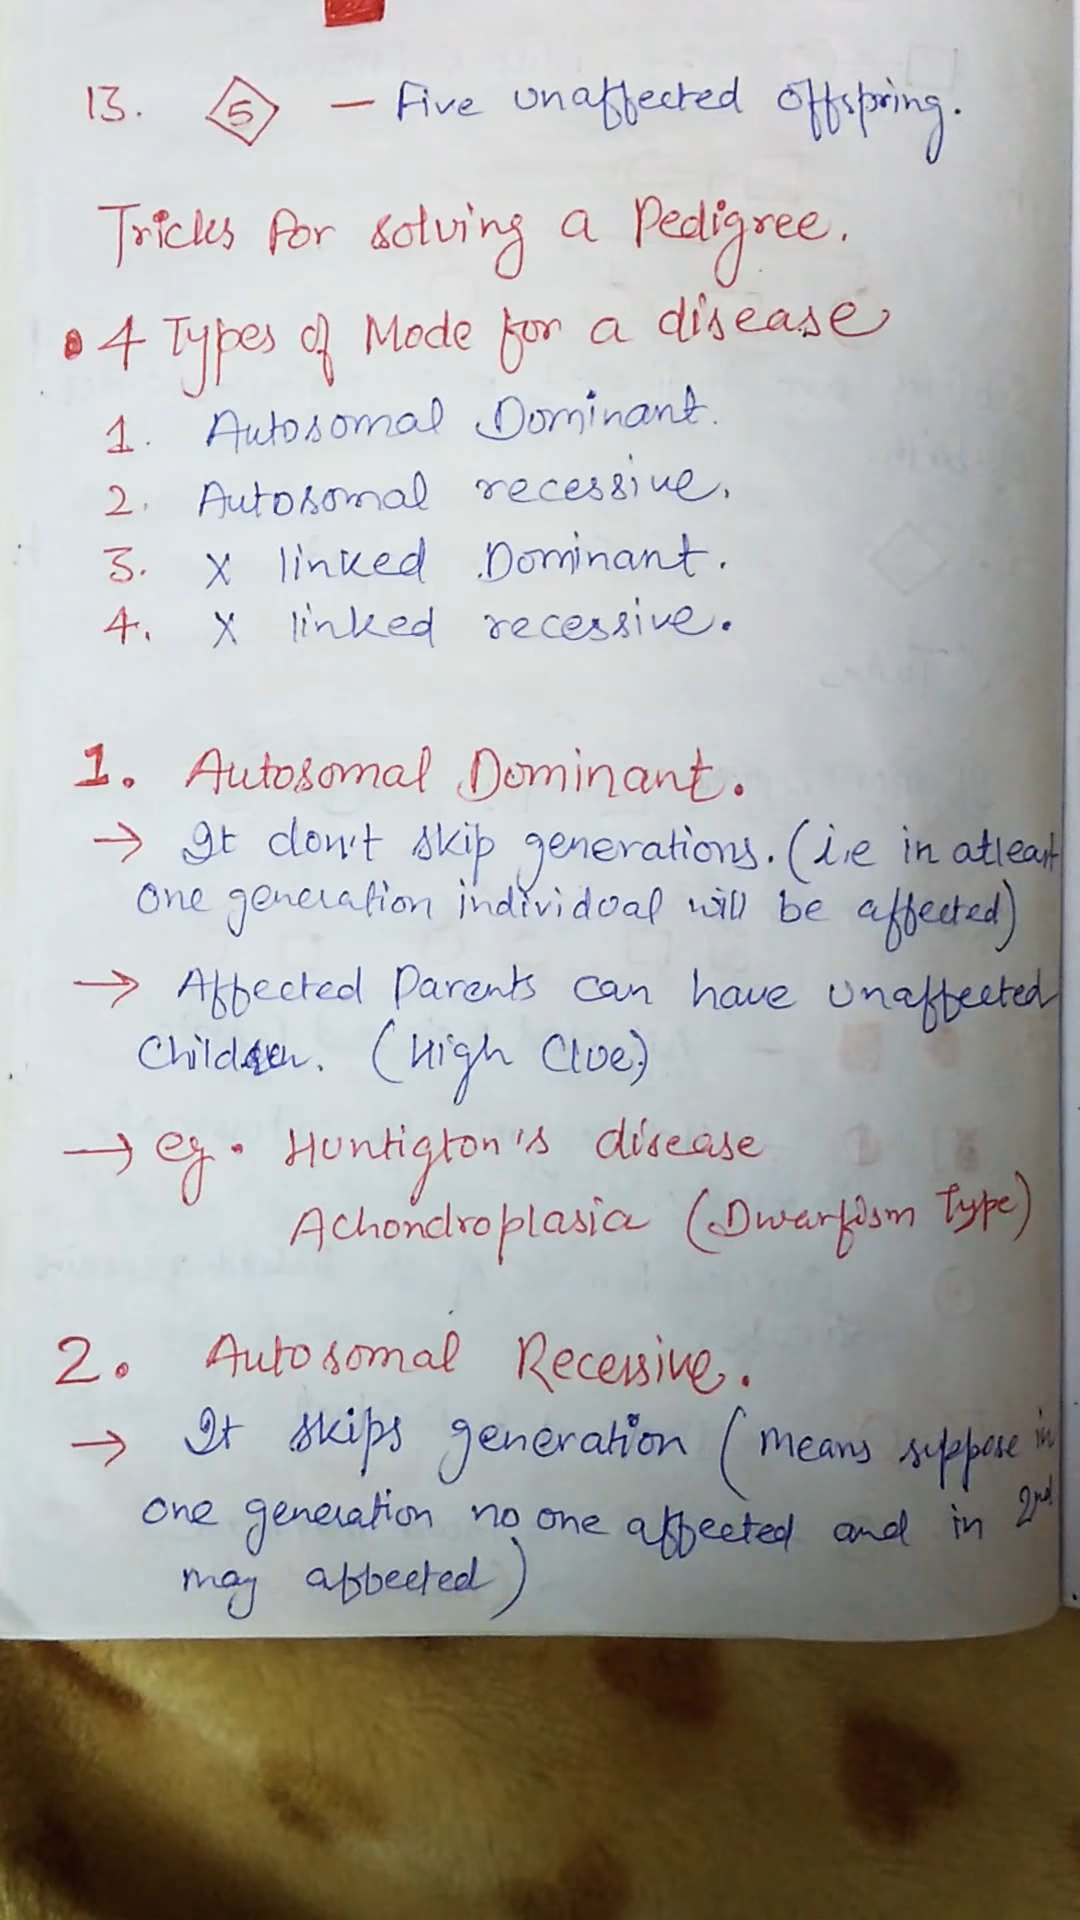 13. 5 — Five unaffected offspring.
Tricks for solving a Pedigree.
• 4 Types of Mode for a disease
1. Autosomal Dominant.
2. Autosomal recessive.
3. X linked Dominant.
4. X linked recessive.
1. Autosomal Dominant.
→ It don't skip generations. (i.e in atleast
one generation individual will be affected)
→ Affected Parents can have unaffected
Children. (High Clue)
→ eg. Huntigton's disease
Achondroplasia (Dwarfism Type)
2. Autosomal Recessive.
→ It skips generation (means suppose in
one generation no one affected and in 2nd
may affected)